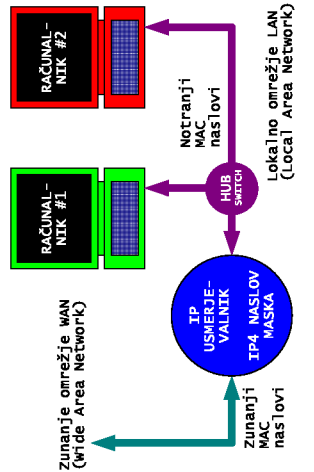 Zunanje omrežje WAN
(Wide Area Network)
Zunanji
MAC
naslovi
IP
USMERJE-
VALNIK
IP4 NASLOV
MASKA
RAČUNAL-
NIK #1
RAČUNAL-
NIK #2
Notranji
MAC
naslovi
HUB
SWITCH
Lokalno omrežje LAN
(Local Area Network)